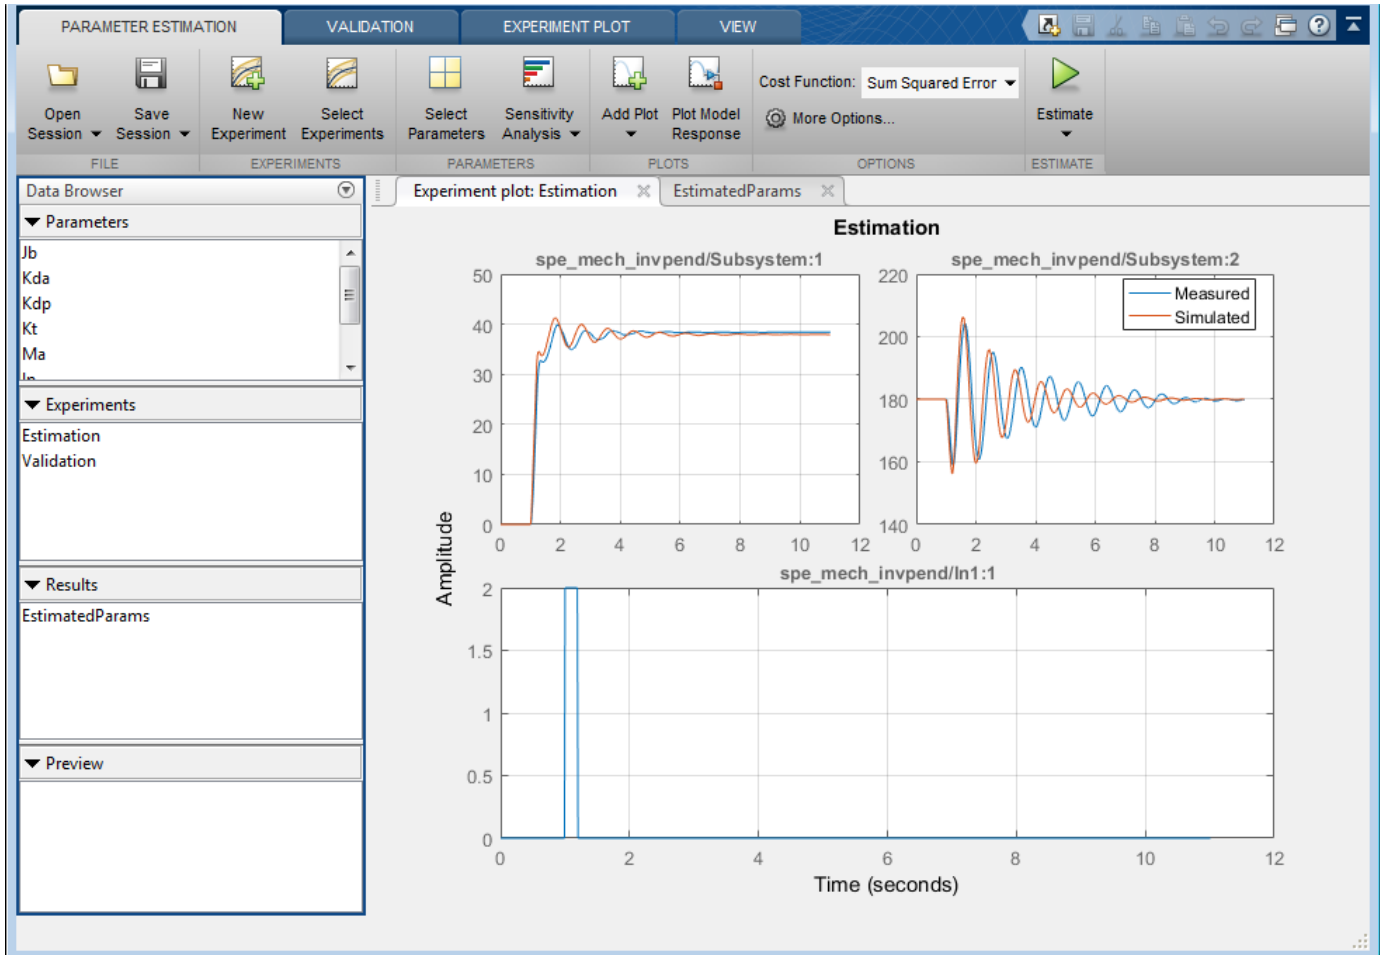 PARAMETER ESTIMATION VALIDATION EXPERIMENT PLOT VIEW
Open Session Save Session New Experiment Select Experiments Select Parameters Sensitivity Analysis Add Plot Plot Model Response Cost Function: Sum Squared Error Estimate
More Options...
FILE EXPERIMENTS PARAMETERS PLOTS OPTIONS ESTIMATE
Data Browser
Parameters
Jb
Kda
Kdp
Kt
Ma
Experiments
Estimation
Validation
Results
EstimatedParams
Preview
Experiment plot: Estimation EstimatedParams
Estimation
spe_mech_invpend/Subsystem:1
50
40
30
20
10
0
0 2 4 6 8 10 12
spe_mech_invpend/Subsystem:2
Measured
Simulated
220
200
180
160
140
0 2 4 6 8 10 12
Amplitude
spe_mech_invpend/In1:1
2
1.5
1
0.5
0
0 2 4 6 8 10 12
Time (seconds)